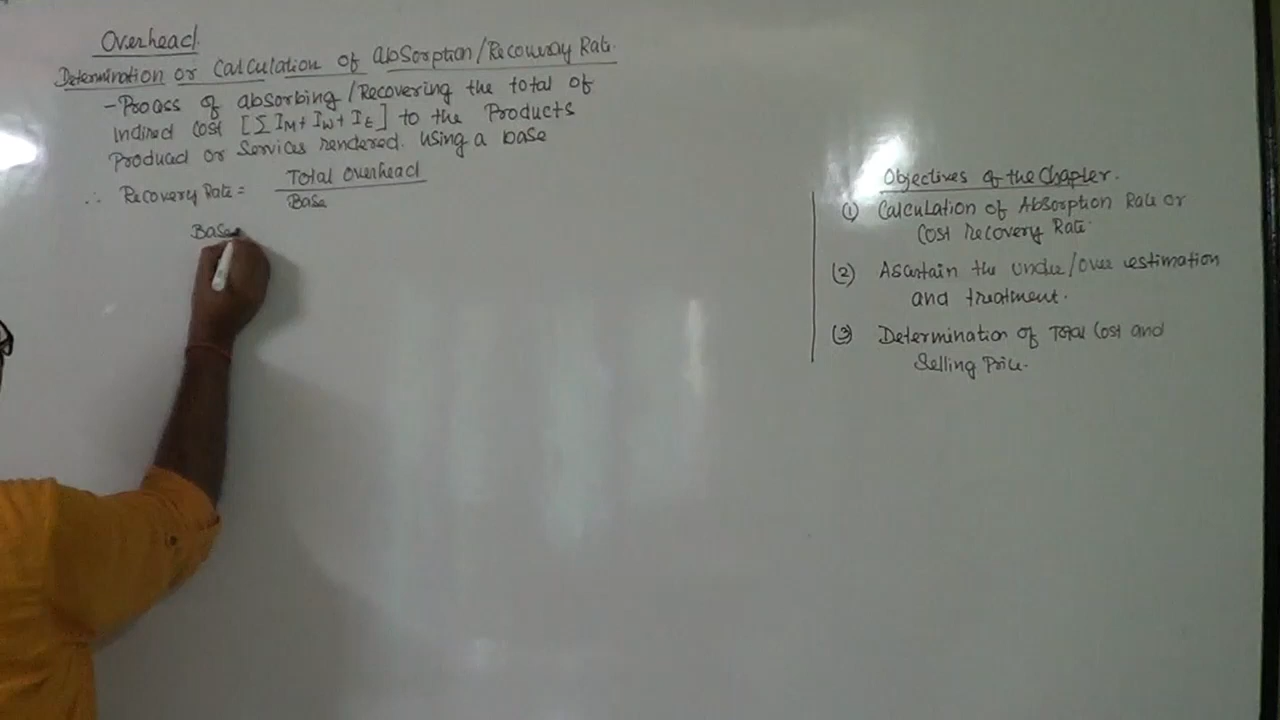 Overhead.
Determination or Calculation of Absorption/Recovery Rate.
- Process of absorbing/Recovering the total of
Indirect Cost [Σ IM + IW + IE] to the Products
Produced or Services rendered. Using a base
∴ Recovery Rate = Total Overhead
Base
Base
Objectives of the Chapter.
(1) Calculation of Absorption Rate or
Cost Recovery Rate.
(2) Ascertain the under/over estimation
and treatment.
(3) Determination of Total Cost and
Selling Price.